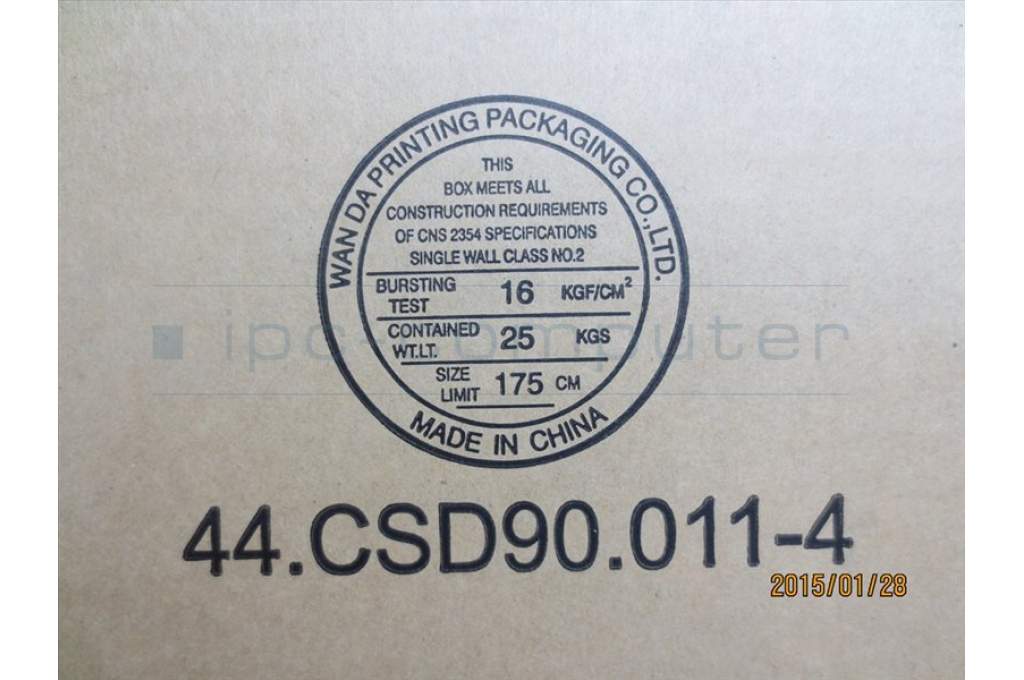 WAN DA PRINTING PACKAGING CO.,LTD.
THIS
BOX MEETS ALL
CONSTRUCTION REQUIREMENTS
OF CNS 2354 SPECIFICATIONS
SINGLE WALL CLASS NO.2
BURSTING TEST 16 KGF/CM²
CONTAINED WT.LT. 25 KGS
SIZE LIMIT 175 CM
MADE IN CHINA
ipc-computer
44.CSD90.011-4
2015/01/28